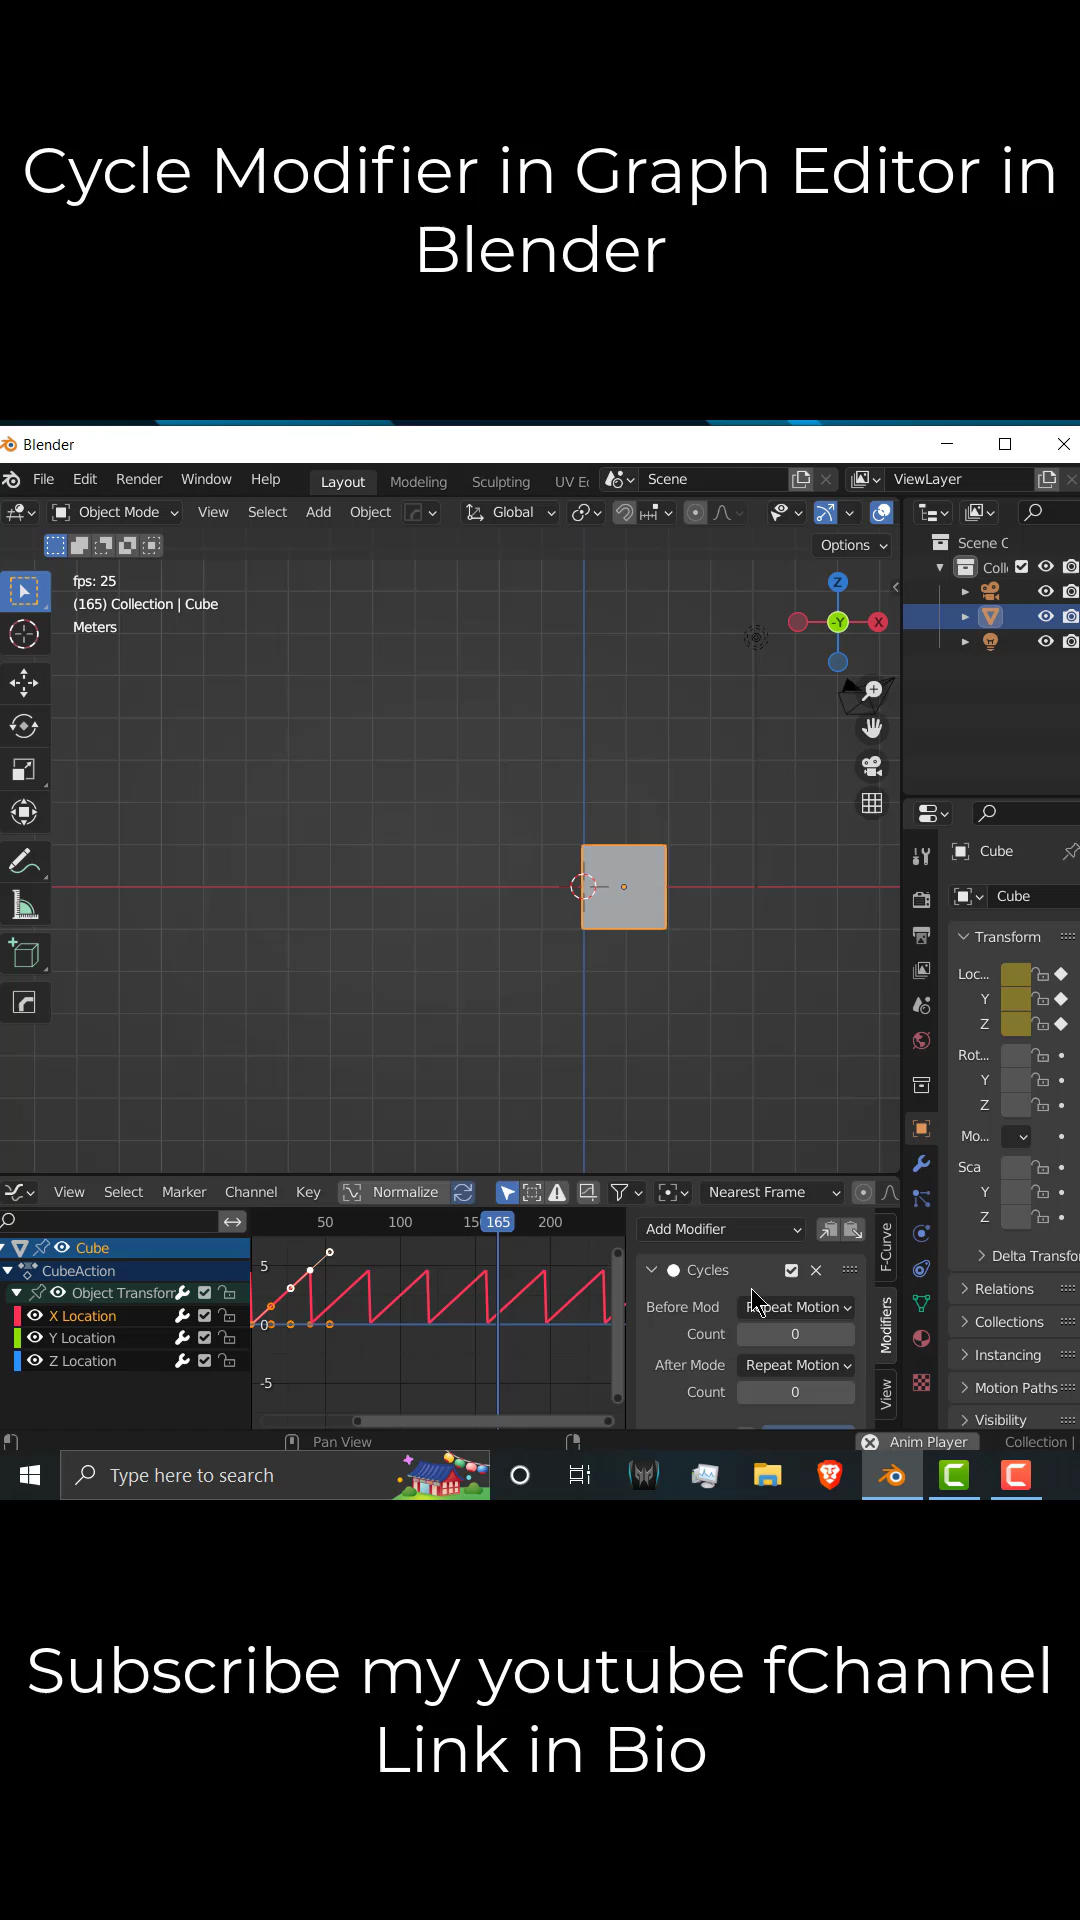 Cycle Modifier in Graph Editor in
Blender
Blender
File Edit Render Window Help Layout Modeling Sculpting UV Ec Scene ViewLayer
Object Mode View Select Add Object Global
Options
fps: 25
(165) Collection | Cube
Meters
Z
-Y X
Scene C
Coll
Cube
Cube
Transform
Loc...
Y
Z
Rot...
Y
Z
Mo...
Sca
Y
Z
Delta Transfo
Relations
Collections
Instancing
Motion Paths
Visibility
View Select Marker Channel Key Normalize Nearest Frame
50 100 15 165 200
Cube
CubeAction
Object Transform
X Location
Y Location
Z Location
5
0
-5
Add Modifier
Cycles
Before Mod Repeat Motion
Count 0
After Mode Repeat Motion
Count 0
F-Curve
Modifiers
View
Pan View Anim Player Collection |
Type here to search
Subscribe my youtube fChannel
Link in Bio